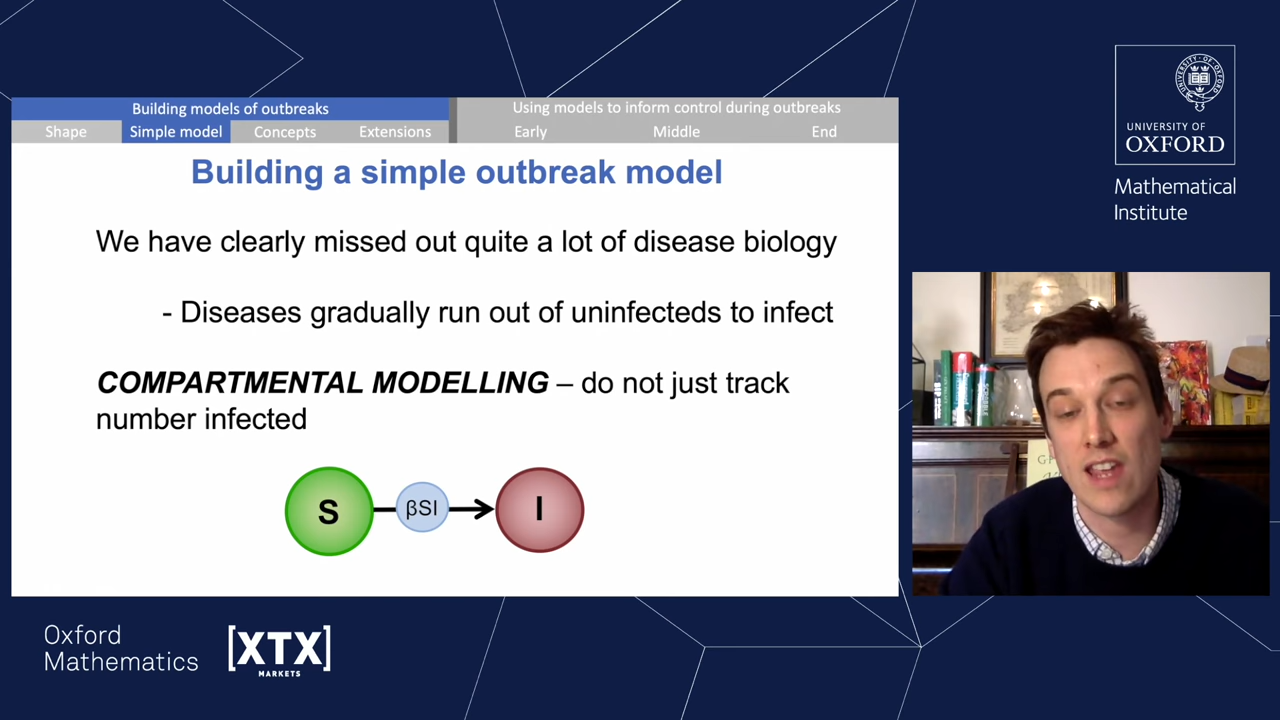 Building models of outbreaks
Using models to inform control during outbreaks
Shape
Simple model
Concepts
Extensions
Early
Middle
End
Building a simple outbreak model
We have clearly missed out quite a lot of disease biology
- Diseases gradually run out of uninfecteds to infect
COMPARTMENTAL MODELLING – do not just track
number infected
S
βSI
I
UNIVERSITY OF
OXFORD
Mathematical
Institute
SCRABBLE
Oxford
Mathematics
[XTX]
MARKETS